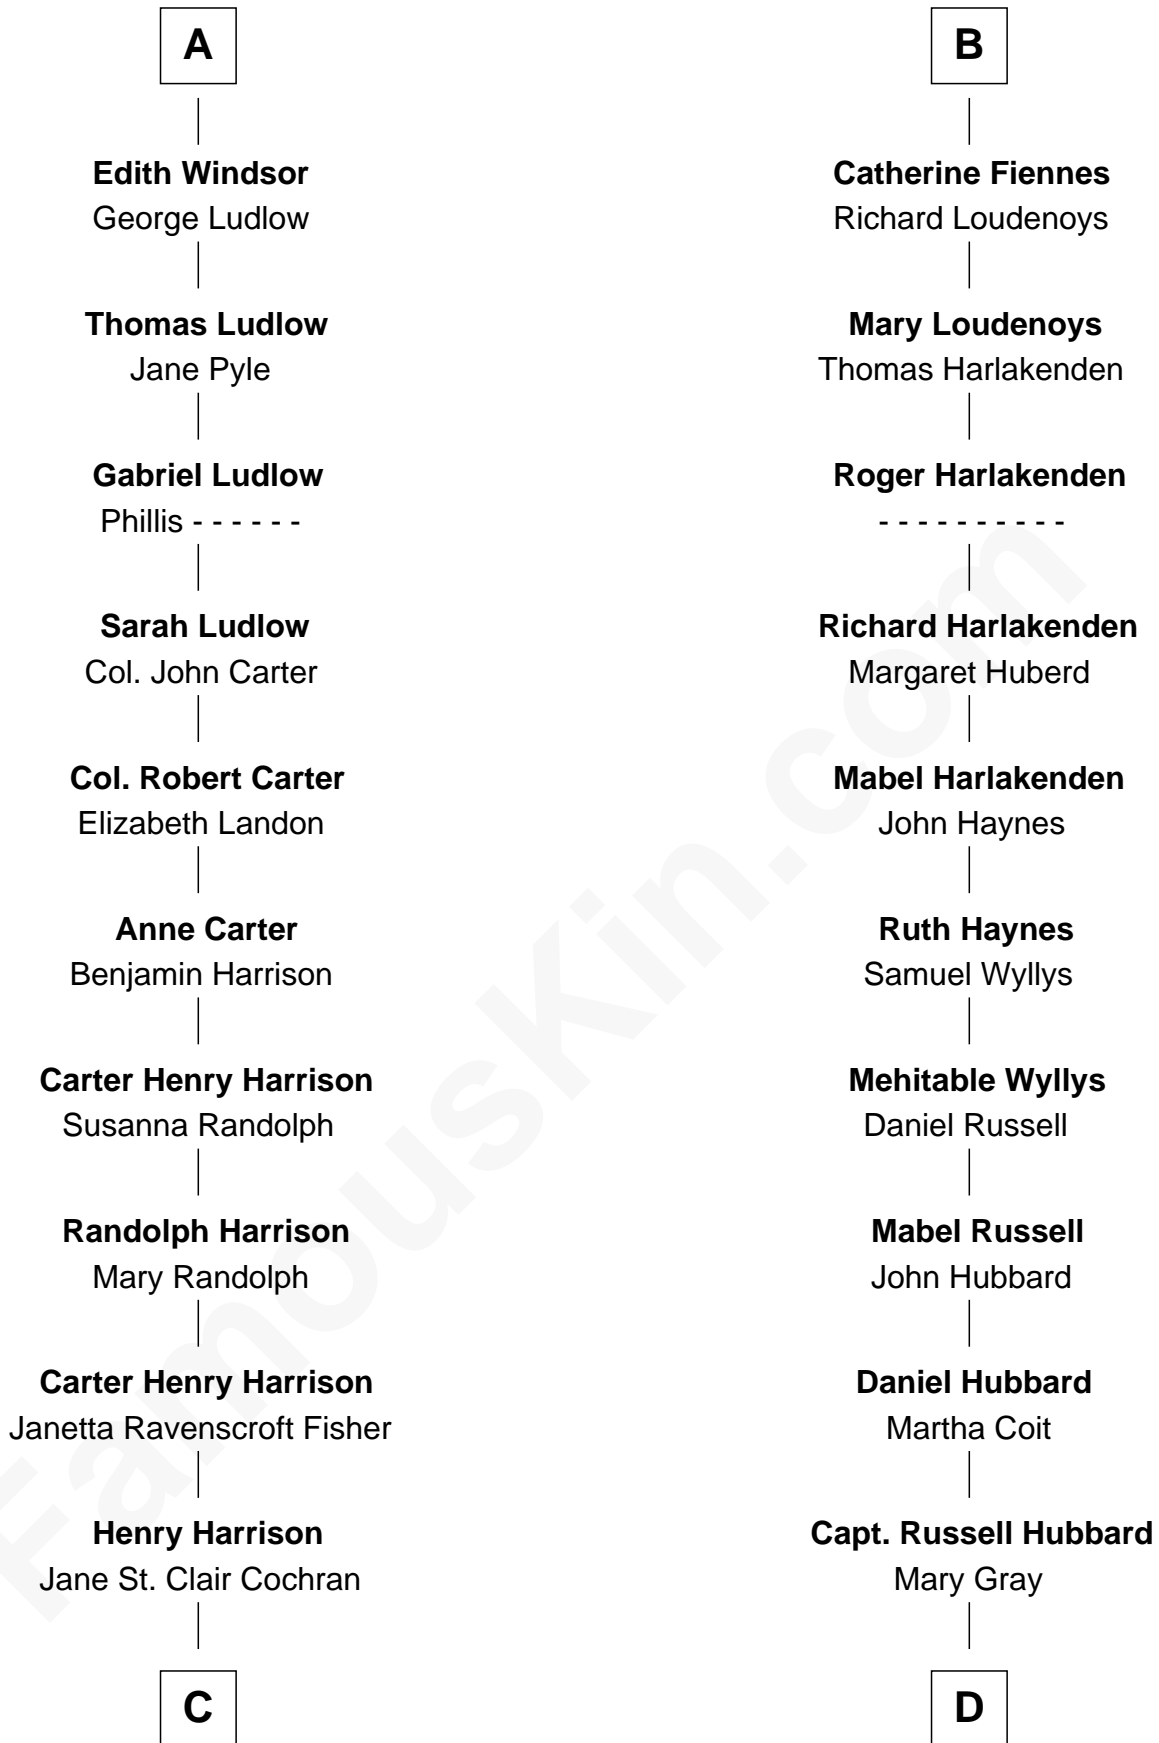 A
Edith Windsor
George Ludlow
Thomas Ludlow
Jane Pyle
Gabriel Ludlow
Phillis - - - - - -
Sarah Ludlow
Col. John Carter
Col. Robert Carter
Elizabeth Landon
Anne Carter
Benjamin Harrison
Carter Henry Harrison
Susanna Randolph
Randolph Harrison
Mary Randolph
Carter Henry Harrison
Janetta Ravenscroft Fisher
Henry Harrison
Jane St. Clair Cochran
C
B
Catherine Fiennes
Richard Loudenoys
Mary Loudenoys
Thomas Harlakenden
Roger Harlakenden
- - - - - - - - - -
Richard Harlakenden
Margaret Huberd
Mabel Harlakenden
John Haynes
Ruth Haynes
Samuel Wyllys
Mehitable Wyllys
Daniel Russell
Mabel Russell
John Hubbard
Daniel Hubbard
Martha Coit
Capt. Russell Hubbard
Mary Gray
D
FamousKin.com